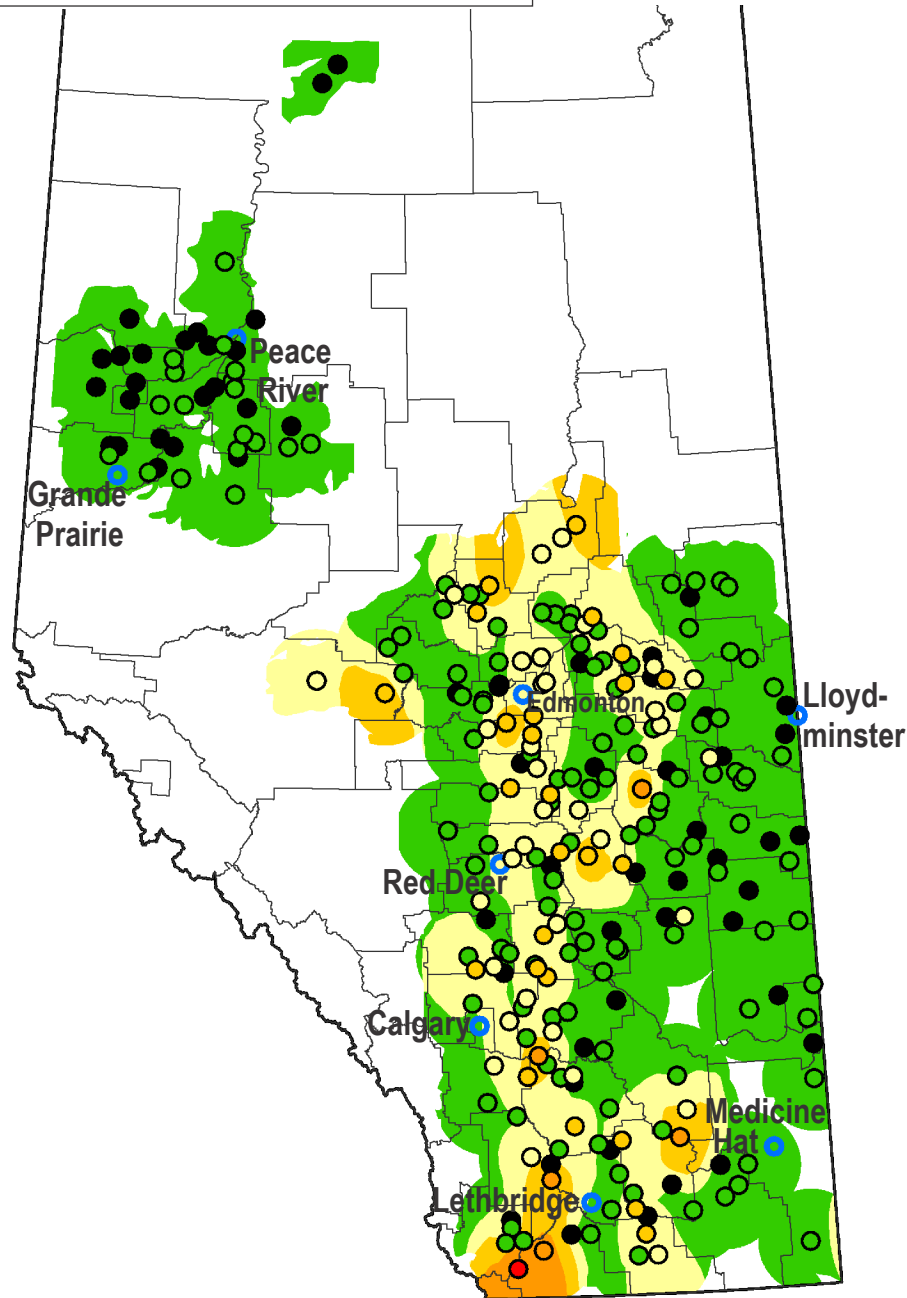 Peace
River
Grande
Prairie
Edmonton
Lloyd-
minster
Red Deer
Calgary
Medicine
Hat
Lethbridge